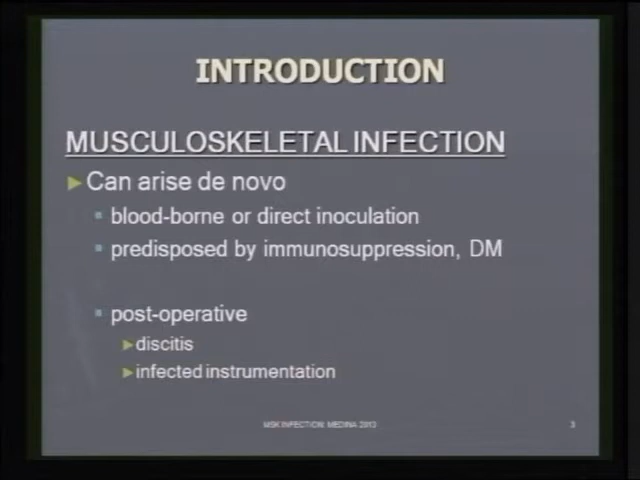 INTRODUCTION
MUSCULOSKELETAL INFECTION
Can arise de novo
blood-borne or direct inoculation
predisposed by immunosuppression, DM
post-operative
discitis
infected instrumentation
MSK INFECTION MEDINA 2013
3